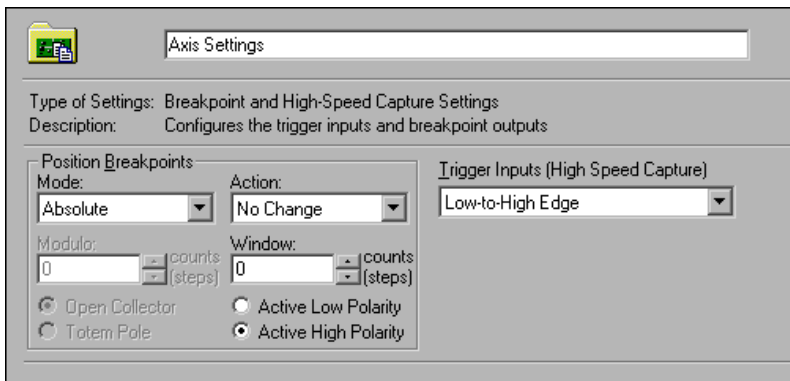 Axis Settings
Type of Settings: Breakpoint and High-Speed Capture Settings
Description: Configures the trigger inputs and breakpoint outputs
Position Breakpoints
Mode: Action:
Absolute No Change
Modulo: Window:
0 counts (steps) 0 counts (steps)
Open Collector Active Low Polarity
Totem Pole Active High Polarity
Trigger Inputs (High Speed Capture)
Low-to-High Edge